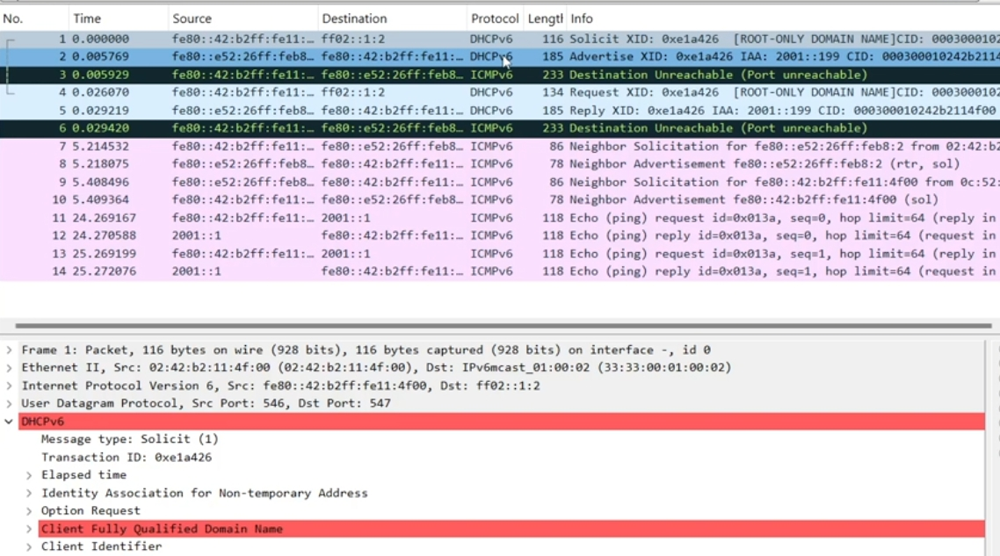 No. Time Source Destination Protocol Length Info
1 0.000000 fe80::42:b2ff:fe11:… ff02::1:2 DHCPv6 116 Solicit XID: 0xe1a426 [ROOT-ONLY DOMAIN NAME]CID: 0003000102
2 0.005769 fe80::e52:26ff:feb8… fe80::42:b2ff:fe11:… DHCPv6 185 Advertise XID: 0xe1a426 IAA: 2001::199 CID: 000300010242b2114
3 0.005929 fe80::42:b2ff:fe11:… fe80::e52:26ff:feb8… ICMPv6 233 Destination Unreachable (Port unreachable)
4 0.026070 fe80::42:b2ff:fe11:… ff02::1:2 DHCPv6 134 Request XID: 0xe1a426 [ROOT-ONLY DOMAIN NAME]CID: 0003000102
5 0.029219 fe80::e52:26ff:feb8… fe80::42:b2ff:fe11:… DHCPv6 185 Reply XID: 0xe1a426 IAA: 2001::199 CID: 000300010242b2114f00
6 0.029420 fe80::42:b2ff:fe11:… fe80::e52:26ff:feb8… ICMPv6 233 Destination Unreachable (Port unreachable)
7 5.214532 fe80::42:b2ff:fe11:… fe80::e52:26ff:feb8… ICMPv6 86 Neighbor Solicitation for fe80::e52:26ff:feb8:2 from 02:42:b2
8 5.218075 fe80::e52:26ff:feb8… fe80::42:b2ff:fe11:… ICMPv6 78 Neighbor Advertisement fe80::e52:26ff:feb8:2 (rtr, sol)
9 5.408496 fe80::e52:26ff:feb8… fe80::42:b2ff:fe11:… ICMPv6 86 Neighbor Solicitation for fe80::42:b2ff:fe11:4f00 from 0c:52:
10 5.409364 fe80::42:b2ff:fe11:… fe80::e52:26ff:feb8… ICMPv6 78 Neighbor Advertisement fe80::42:b2ff:fe11:4f00 (sol)
11 24.269167 fe80::42:b2ff:fe11:… 2001::1 ICMPv6 118 Echo (ping) request id=0x013a, seq=0, hop limit=64 (reply in
12 24.270588 2001::1 fe80::42:b2ff:fe11:… ICMPv6 118 Echo (ping) reply id=0x013a, seq=0, hop limit=64 (request in
13 25.269199 fe80::42:b2ff:fe11:… 2001::1 ICMPv6 118 Echo (ping) request id=0x013a, seq=1, hop limit=64 (reply in
14 25.272076 2001::1 fe80::42:b2ff:fe11:… ICMPv6 118 Echo (ping) reply id=0x013a, seq=1, hop limit=64 (request in
Frame 1: Packet, 116 bytes on wire (928 bits), 116 bytes captured (928 bits) on interface -, id 0
Ethernet II, Src: 02:42:b2:11:4f:00 (02:42:b2:11:4f:00), Dst: IPv6mcast_01:00:02 (33:33:00:01:00:02)
Internet Protocol Version 6, Src: fe80::42:b2ff:fe11:4f00, Dst: ff02::1:2
User Datagram Protocol, Src Port: 546, Dst Port: 547
DHCPv6
Message type: Solicit (1)
Transaction ID: 0xe1a426
Elapsed time
Identity Association for Non-temporary Address
Option Request
Client Fully Qualified Domain Name
Client Identifier